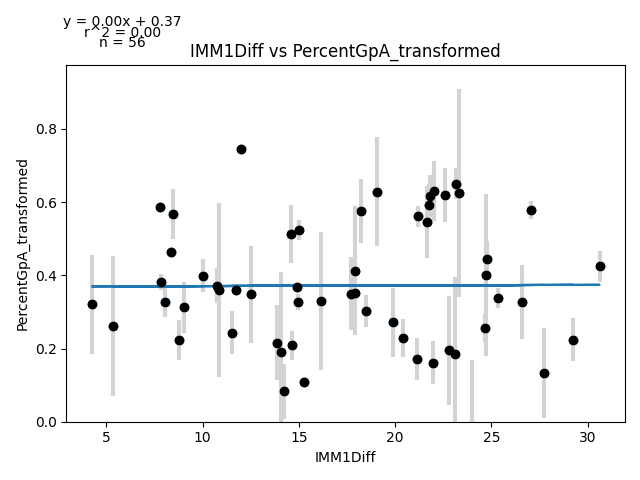 y = 0.00x + 0.37
r^2 = 0.00
n = 56
IMM1Diff vs PercentGpA_transformed
PercentGpA_transformed
0.8
0.6
0.4
0.2
0.0
5 10 15 20 25 30
IMM1Diff